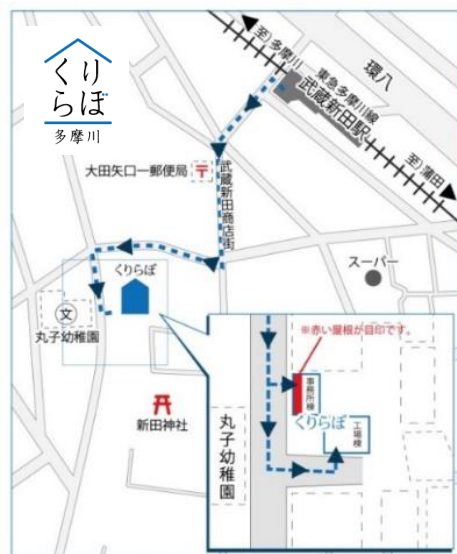 くり
らぼ
多摩川
至)多摩川
環八
東急多摩川線
武蔵新田駅
至)蒲田
大田矢口一郵便局
武蔵新田商店街
スーパー
くりらぼ
文
丸子幼稚園
新田神社
※赤い屋根が目印です。
事務所棟
くりらぼ
工場棟
丸子幼稚園